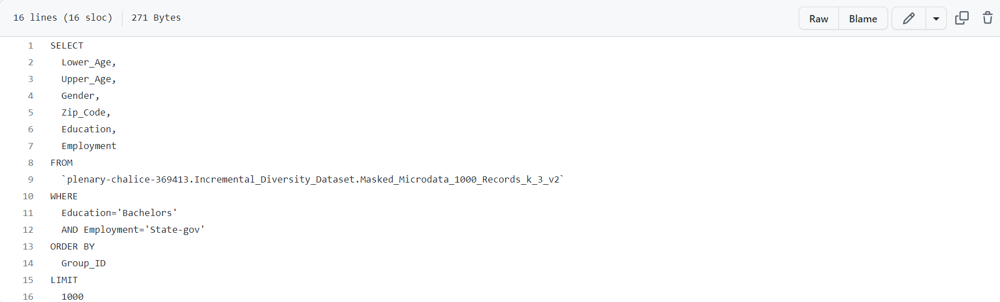 16 lines (16 sloc) 271 Bytes Raw Blame
1 SELECT
2 Lower_Age,
3 Upper_Age,
4 Gender,
5 Zip_Code,
6 Education,
7 Employment
8 FROM
9 `plenary-chalice-369413.Incremental_Diversity_Dataset.Masked_Microdata_1000_Records_k_3_v2`
10 WHERE
11 Education='Bachelors'
12 AND Employment='State-gov'
13 ORDER BY
14 Group_ID
15 LIMIT
16 1000